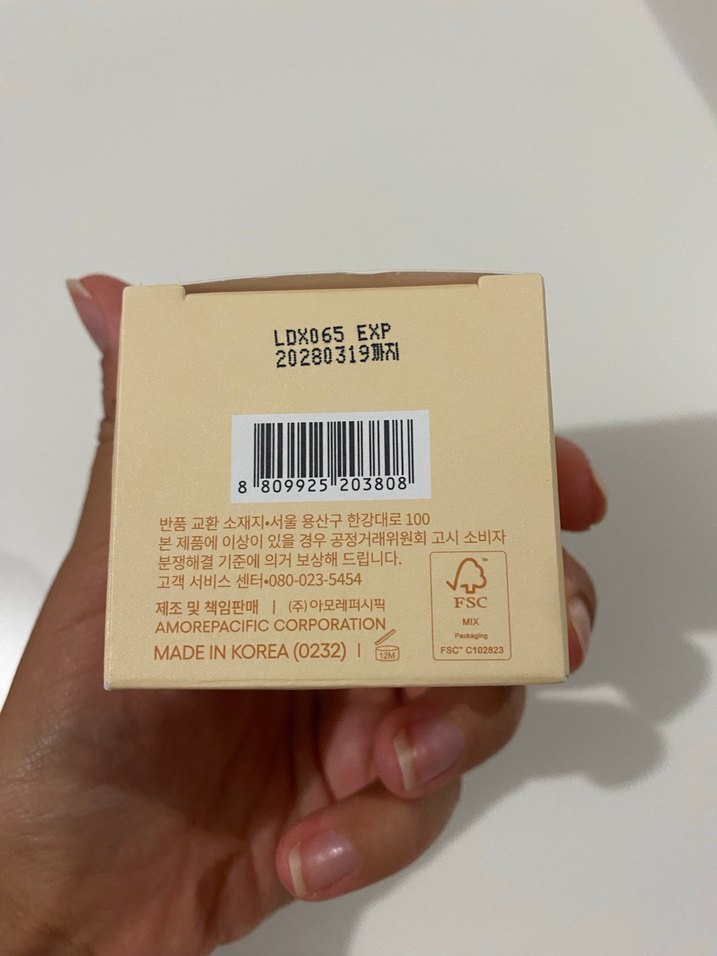 LDX065 EXP
20280319까지
8 809925 203808
반품 교환 소재지•서울 용산구 한강대로 100
본 제품에 이상이 있을 경우 공정거래위원회 고시 소비자
분쟁해결 기준에 의거 보상해 드립니다.
고객 서비스 센터•080-023-5454
제조 및 책임판매 | (주)아모레퍼시픽
AMOREPACIFIC CORPORATION
MADE IN KOREA (0232) |
12M
FSC
MIX
Packaging
FSC™ C102823